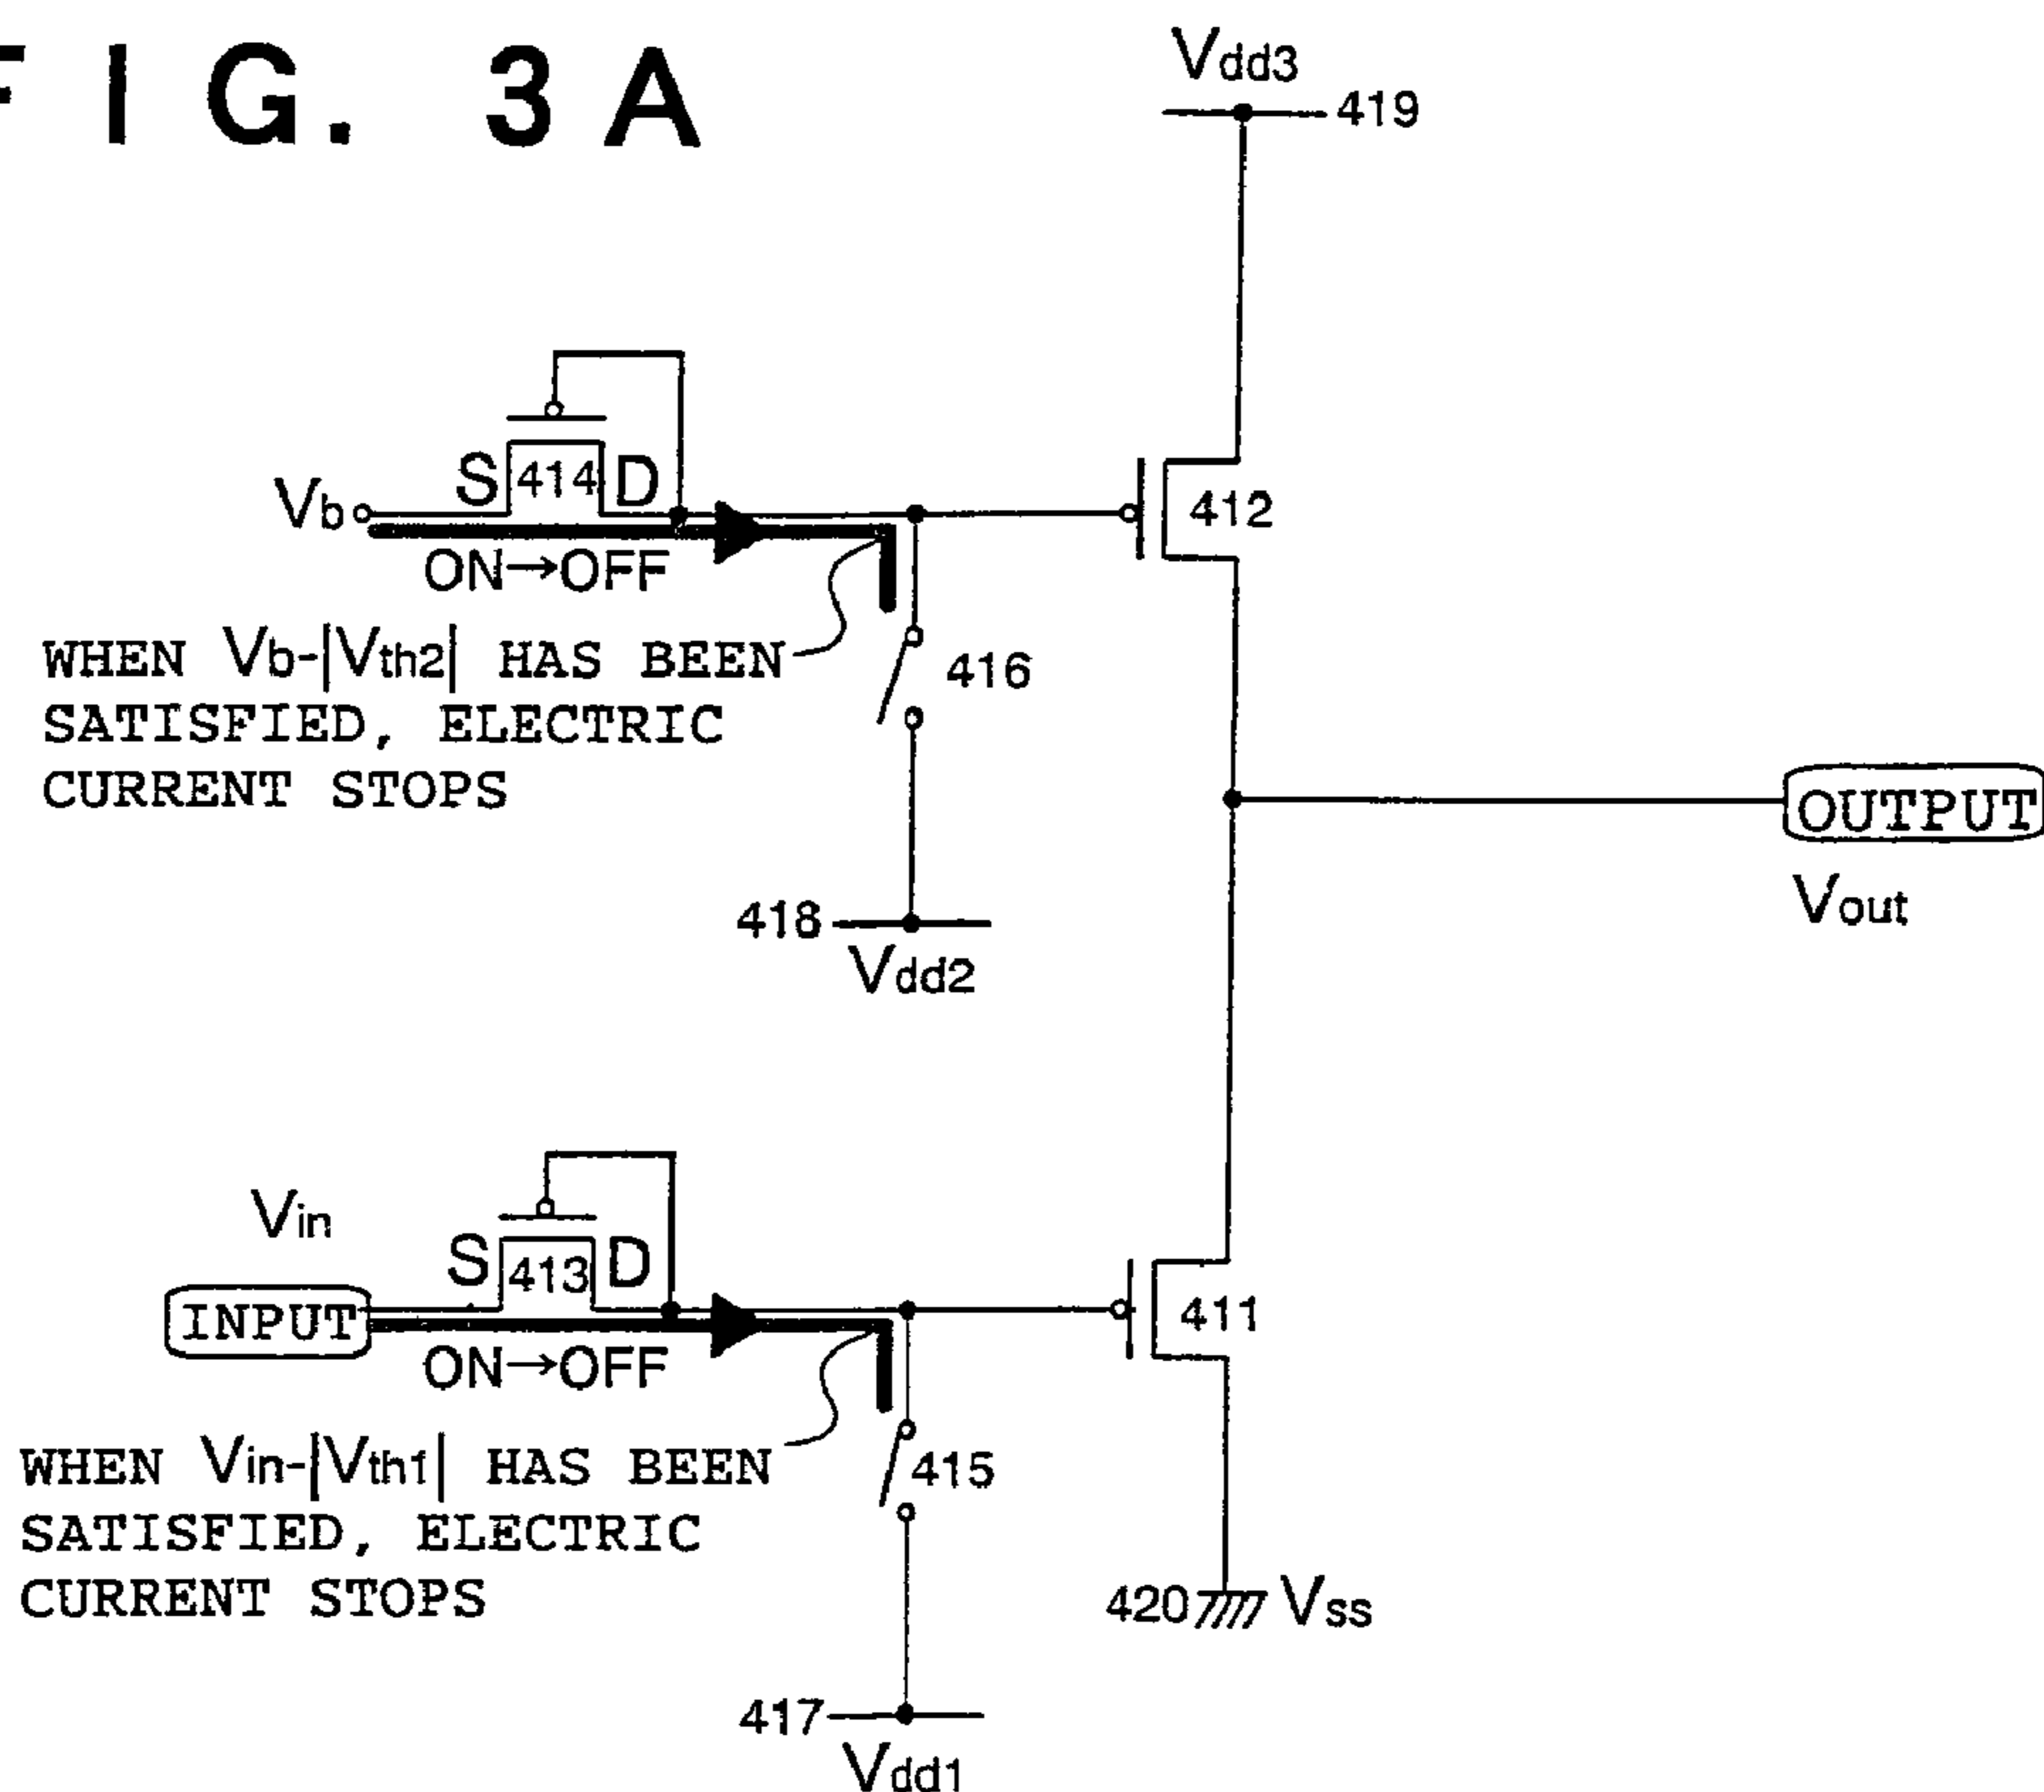 FIG. 3A
Vdd3
419
S 414 D
Vb
412
ON→OFF
WHEN Vb-|Vth2| HAS BEEN
SATISFIED, ELECTRIC
CURRENT STOPS
416
OUTPUT
Vout
418
Vdd2
Vin
S 413 D
INPUT
411
ON→OFF
WHEN Vin-|Vth1| HAS BEEN
SATISFIED, ELECTRIC
CURRENT STOPS
415
420 Vss
417
Vdd1